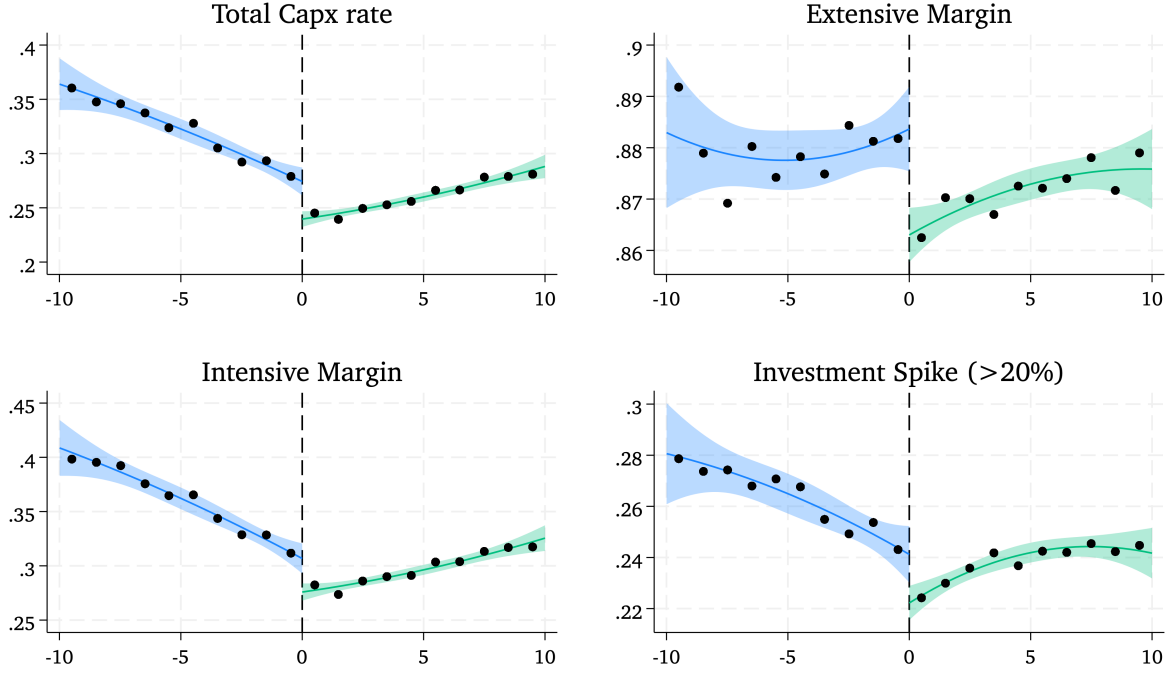 Total Capx rate
.4
.35
.3
.25
.2
-10 -5 0 5 10
Extensive Margin
.9
.89
.88
.87
.86
-10 -5 0 5 10
Intensive Margin
.45
.4
.35
.3
.25
-10 -5 0 5 10
Investment Spike (>20%)
.3
.28
.26
.24
.22
-10 -5 0 5 10